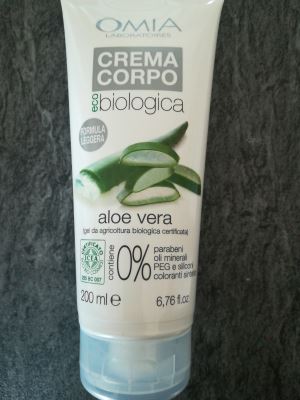 OMIA
LABORATOIRES
CREMA
CORPO
eco biologica
FORMULA
LEGGERA
aloe vera
(gel da agricoltura biologica certificata)
contiene 0% parabeni
oli minerali
PEG e siliconi
coloranti sintetici
ICEA
200 ml e 6,76 fl.oz.